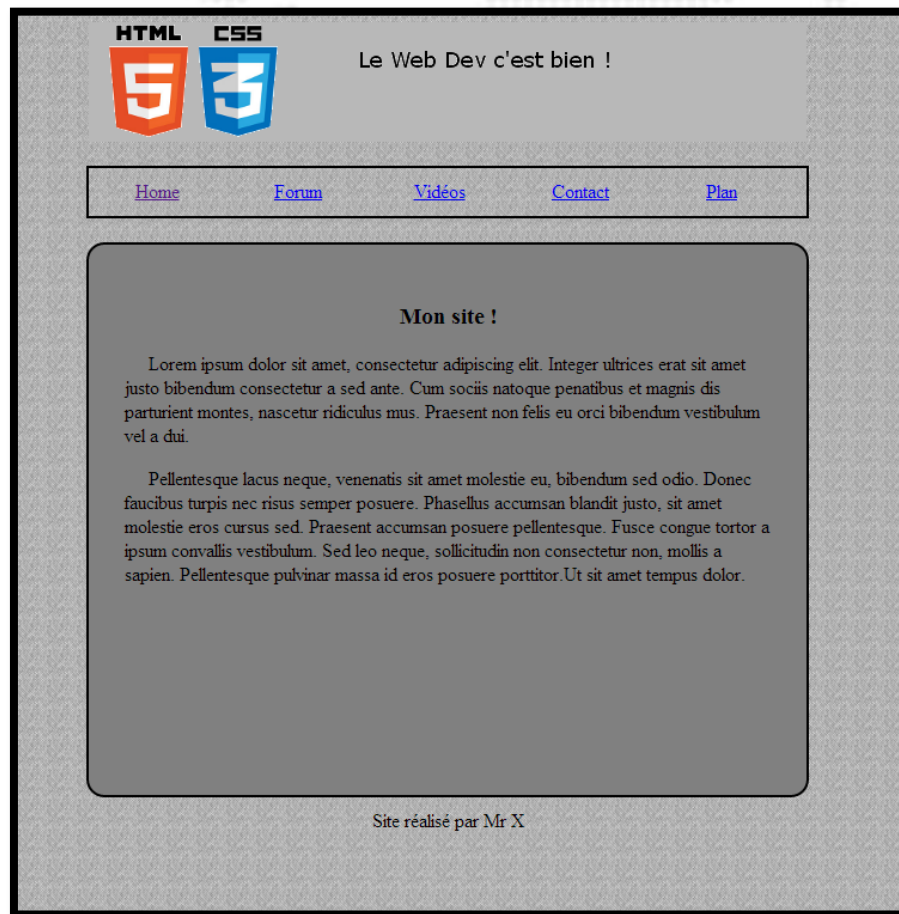 HTML CSS
5 3
Le Web Dev c'est bien !
Home Forum Vidéos Contact Plan
Mon site !
Lorem ipsum dolor sit amet, consectetur adipiscing elit. Integer ultrices erat sit amet
justo bibendum consectetur a sed ante. Cum sociis natoque penatibus et magnis dis
parturient montes, nascetur ridiculus mus. Praesent non felis eu orci bibendum vestibulum
vel a dui.
Pellentesque lacus neque, venenatis sit amet molestie eu, bibendum sed odio. Donec
faucibus turpis nec risus semper posuere. Phasellus accumsan blandit justo, sit amet
molestie eros cursus sed. Praesent accumsan posuere pellentesque. Fusce congue tortor a
ipsum convallis vestibulum. Sed leo neque, sollicitudin non consectetur non, mollis a
sapien. Pellentesque pulvinar massa id eros posuere porttitor.Ut sit amet tempus dolor.
Site réalisé par Mr X